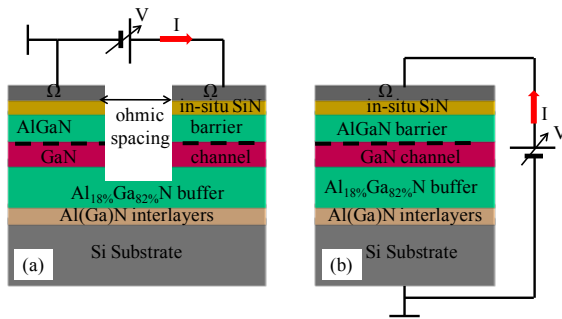 V
I
Ω
ohmic
spacing
Ω
in-situ SiN
AlGaN
barrier
GaN
channel
Al18%Ga82%N buffer
Al(Ga)N interlayers
Si Substrate
(a)
Ω
in-situ SiN
AlGaN barrier
GaN channel
Al18%Ga82%N buffer
Al(Ga)N interlayers
Si Substrate
(b)
I
V